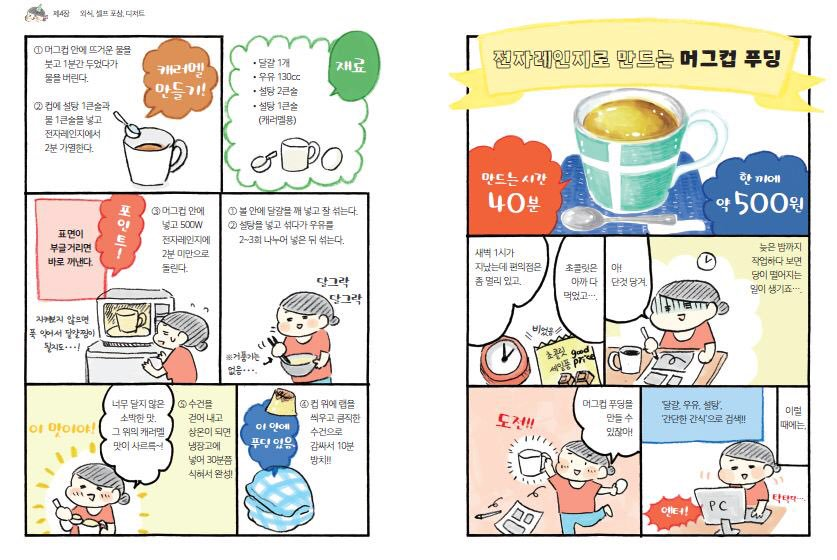 제4장 외식, 셀프 포상, 디저트
전자레인지로 만드는 머그컵 푸딩
만드는 시간
40분
한 끼에
약 500원
늦은 밤까지
작업하다 보면
당이 떨어지는
일이 생기죠….
아!
단것 당겨.
초콜릿은
아까 다
먹었고….
새벽 1시가
지났는데 편의점은
좀 멀리 있고.
비었음
초콜릿
세일품
good
price
이럴
때에는,
‘달걀, 우유, 설탕’,
‘간단한 간식’으로 검색!!
PC
타타타…
엔터!
머그컵 푸딩을
만들 수
있잖아!
도전!!
재료
• 달걀 1개
• 우유 130cc
• 설탕 2큰술
• 설탕 1큰술
(캐러멜용)
캐러멜
만들기!
① 머그컵 안에 뜨거운 물을
붓고 1분간 두었다가
물을 버린다.
② 컵에 설탕 1큰술과
물 1큰술을 넣고
전자레인지에서
2분 가열한다.
① 볼 안에 달걀을 깨 넣고 잘 섞는다.
② 설탕을 넣고 섞다가 우유를
2~3회 나누어 넣은 뒤 섞는다.
달그락
달그락
※거품기는
없음….
③ 머그컵 안에
넣고 500W
전자레인지에
2분 미만으로
돌린다.
포인트!
표면이
부글거리면
바로 꺼낸다.
지켜보지 않으면
푹 익어서 달걀찜이
될지도…!
④ 컵 위에 랩을
씌우고 큼직한
수건으로
감싸서 10분
방치!!
이 안에
푸딩 있음.
⑤ 수건을
걷어 내고
상온이 되면
냉장고에
넣어 30분쯤
식혀서 완성!
너무 달지 않은
소박한 맛.
그 위의 캐러멜
맛이 사르륵~!
이 맛이야!